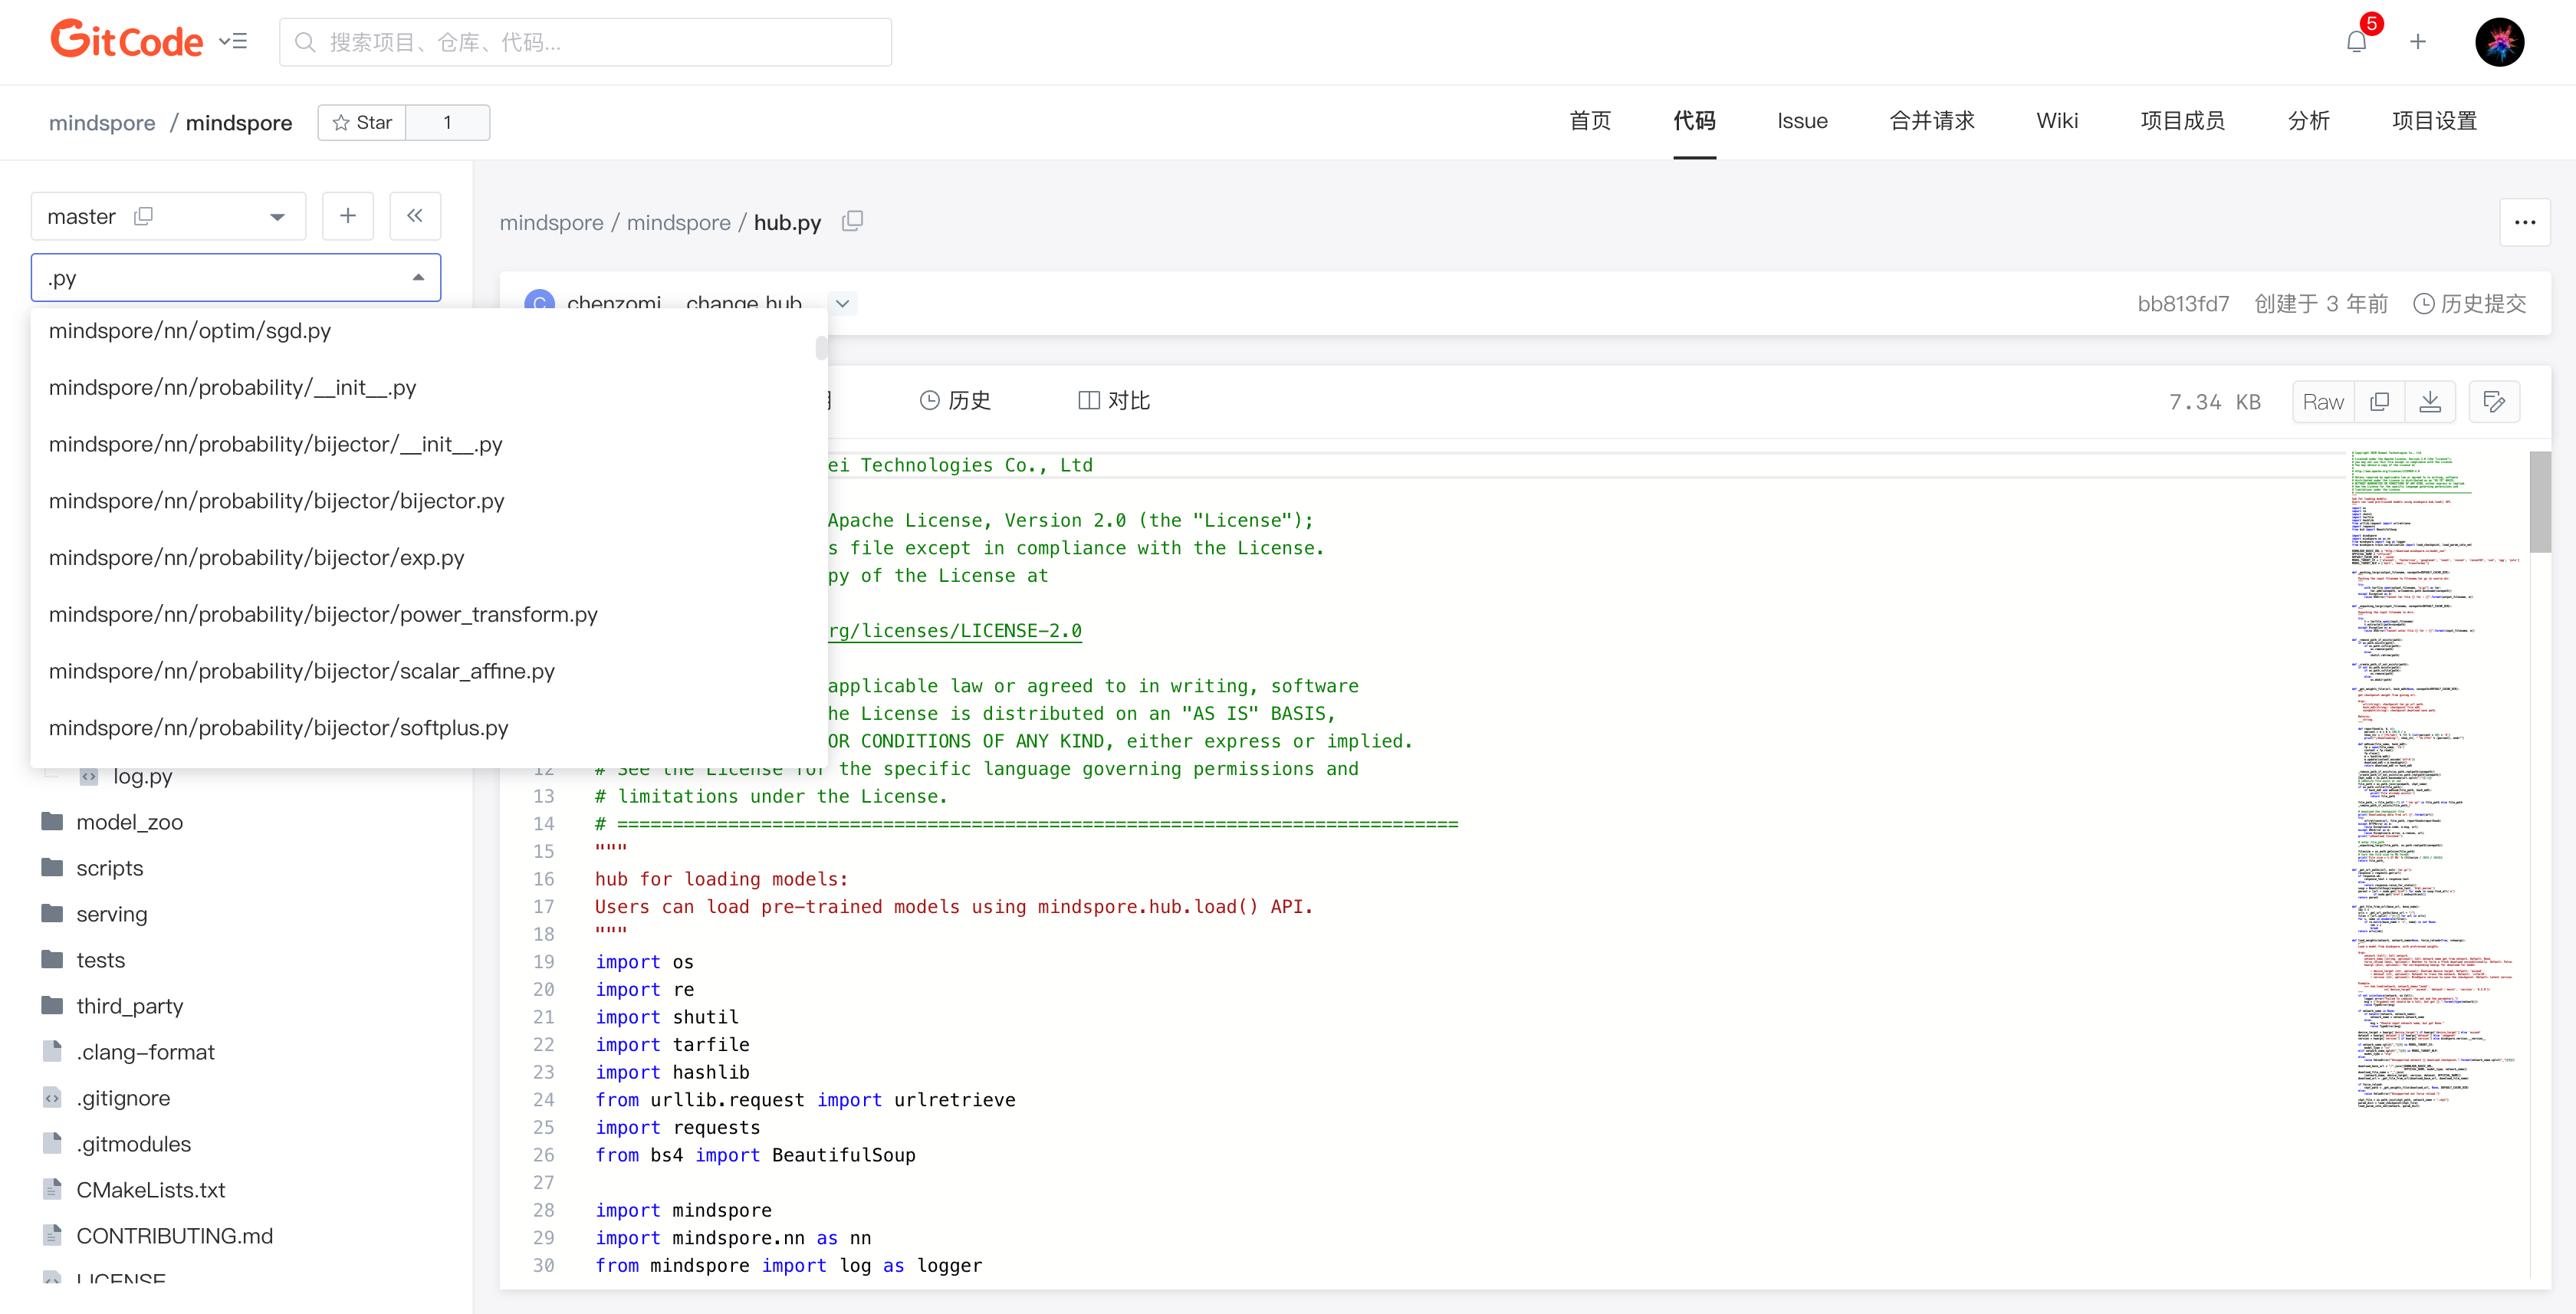 GitCode
搜索项目、仓库、代码...
5
mindspore / mindspore
Star 1
首页 代码 Issue 合并请求 Wiki 项目成员 分析 项目设置
master
.py
mindspore/nn/optim/sgd.py
mindspore/nn/probability/__init__.py
mindspore/nn/probability/bijector/__init__.py
mindspore/nn/probability/bijector/bijector.py
mindspore/nn/probability/bijector/exp.py
mindspore/nn/probability/bijector/power_transform.py
mindspore/nn/probability/bijector/scalar_affine.py
mindspore/nn/probability/bijector/softplus.py
log.py
model_zoo
scripts
serving
tests
third_party
.clang-format
.gitignore
.gitmodules
CMakeLists.txt
CONTRIBUTING.md
LICENSE
mindspore / mindspore / hub.py
C chenzomi change hub
bb813fd7 创建于 3 年前 历史提交
历史 对比
7.34 KB Raw
ei Technologies Co., Ltd
Apache License, Version 2.0 (the "License");
s file except in compliance with the License.
py of the License at
rg/licenses/LICENSE-2.0
applicable law or agreed to in writing, software
he License is distributed on an "AS IS" BASIS,
OR CONDITIONS OF ANY KIND, either express or implied.
12 # See the License for the specific language governing permissions and
13 # limitations under the License.
14 # ============================================================================
15 """
16 hub for loading models:
17 Users can load pre-trained models using mindspore.hub.load() API.
18 """
19 import os
20 import re
21 import shutil
22 import tarfile
23 import hashlib
24 from urllib.request import urlretrieve
25 import requests
26 from bs4 import BeautifulSoup
27
28 import mindspore
29 import mindspore.nn as nn
30 from mindspore import log as logger